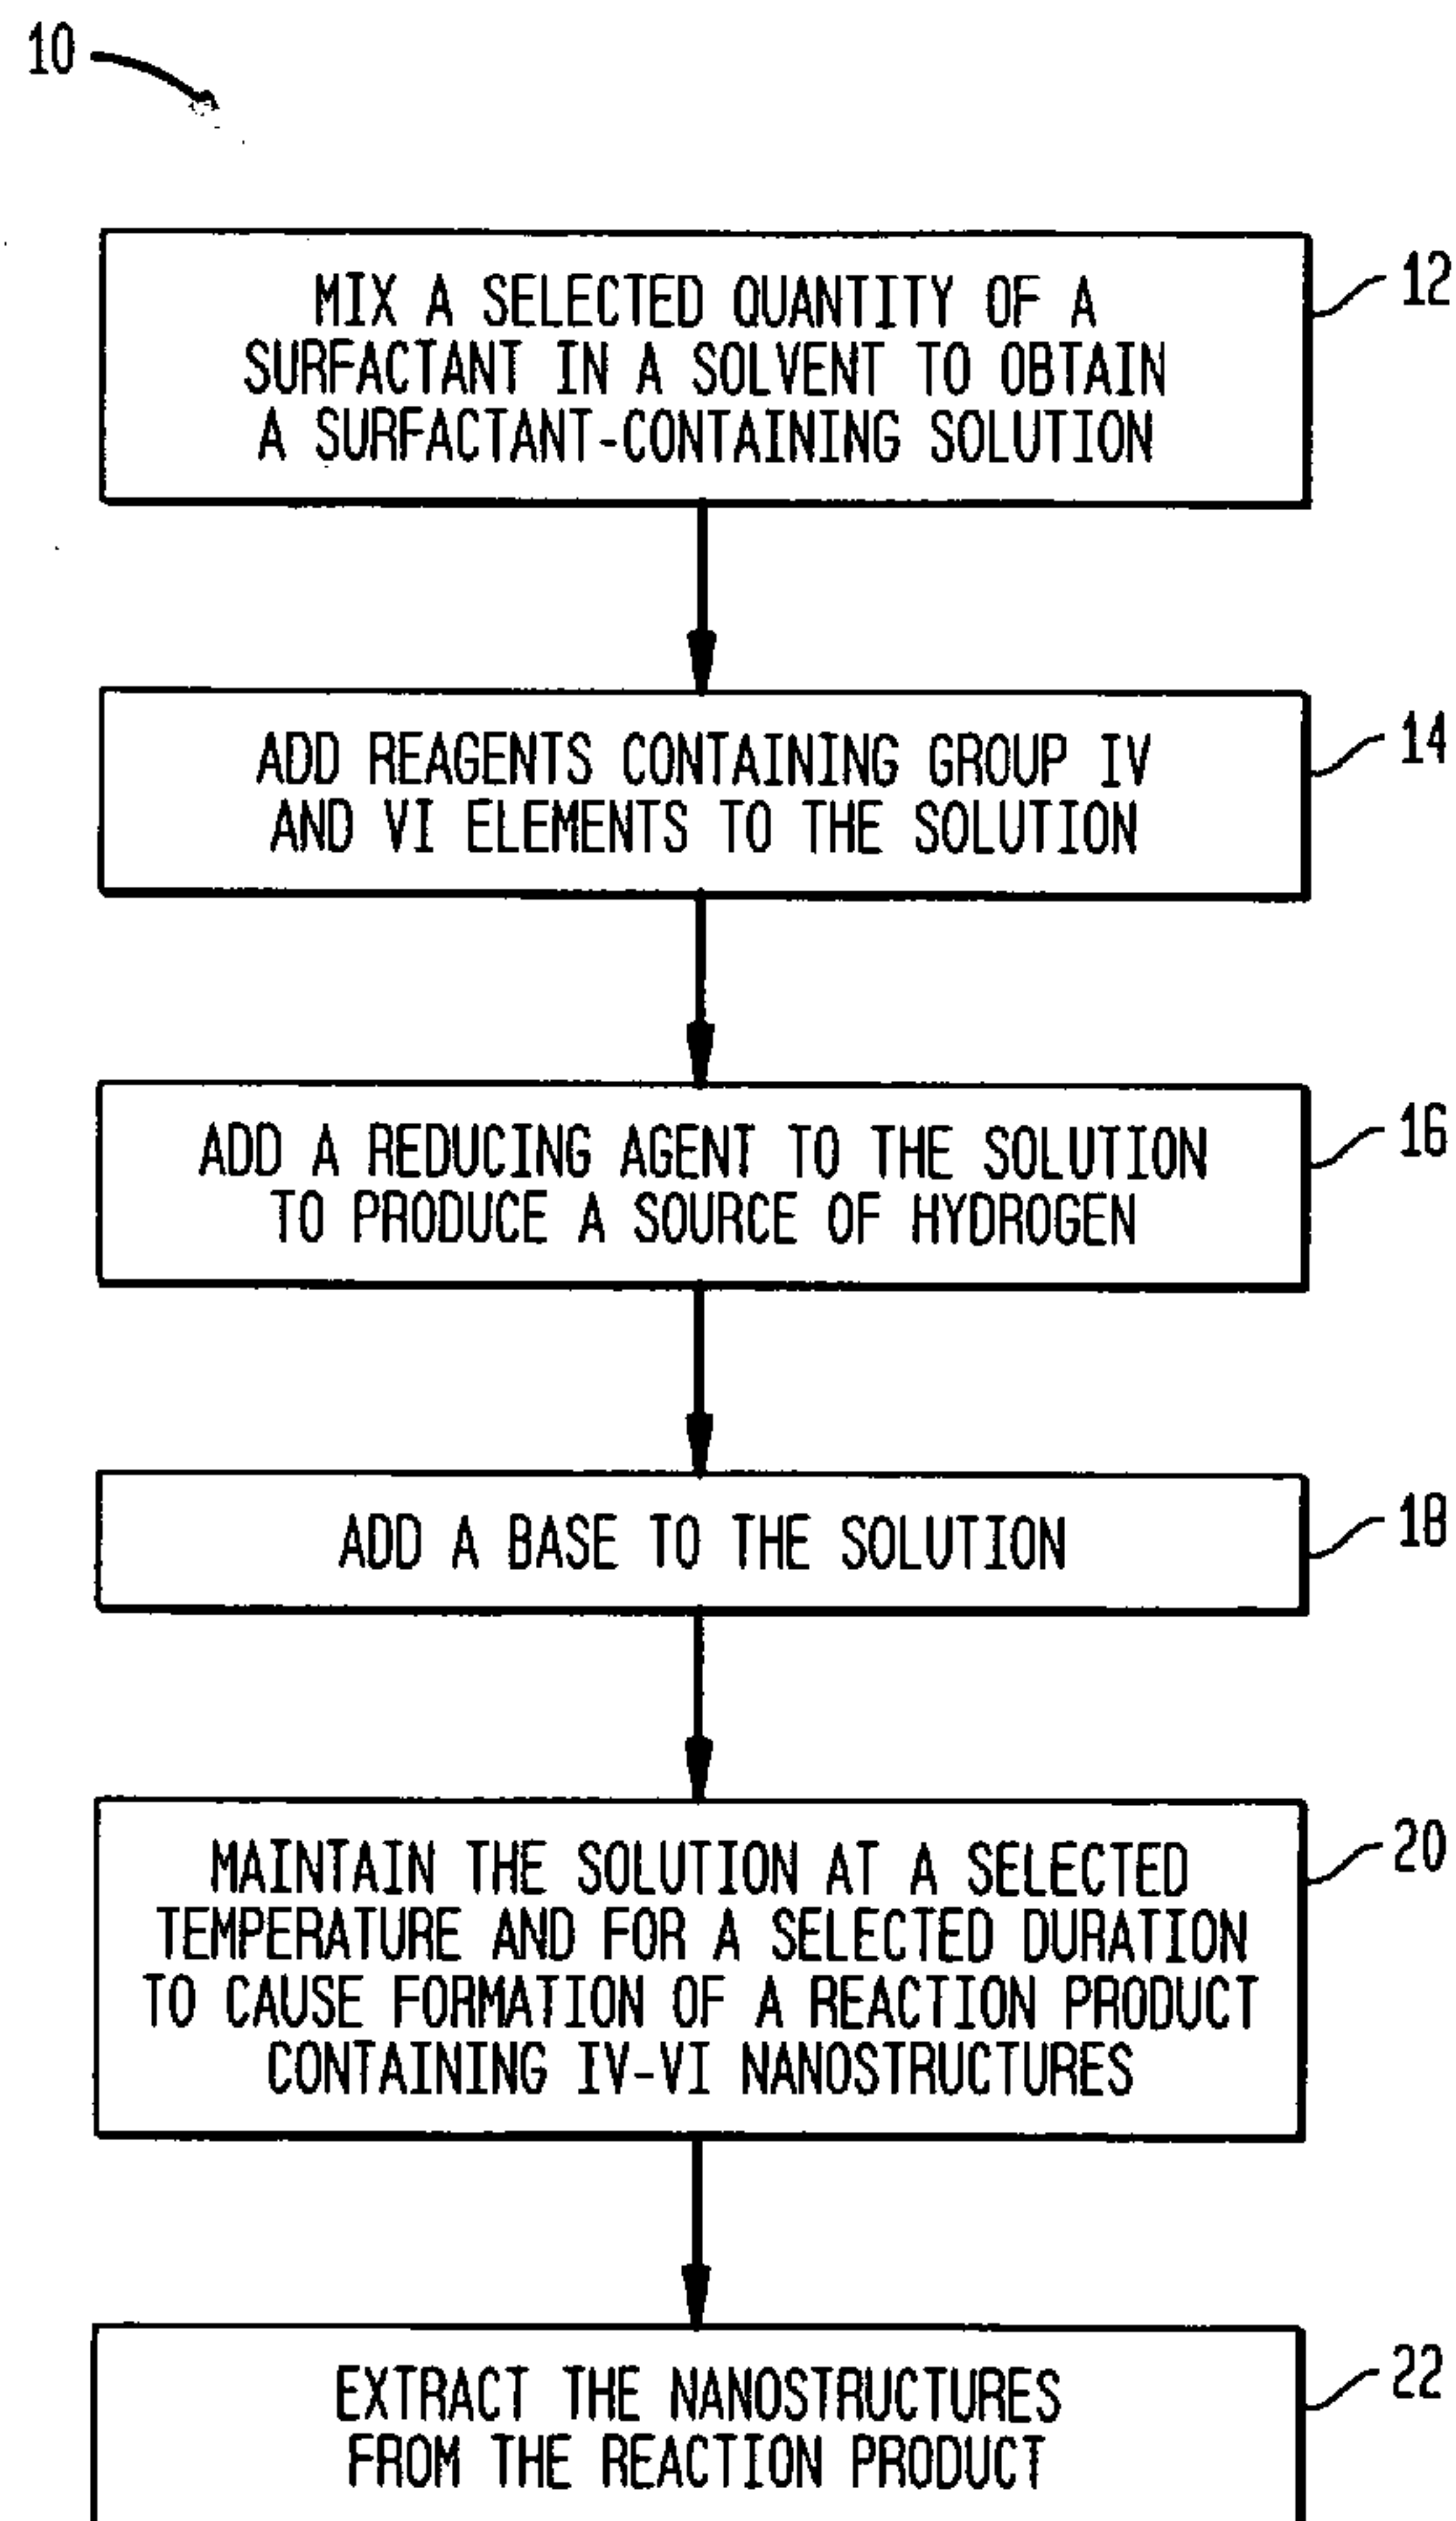 10
MIX A SELECTED QUANTITY OF A
SURFACTANT IN A SOLVENT TO OBTAIN
A SURFACTANT-CONTAINING SOLUTION
12
ADD REAGENTS CONTAINING GROUP IV
AND VI ELEMENTS TO THE SOLUTION
14
ADD A REDUCING AGENT TO THE SOLUTION
TO PRODUCE A SOURCE OF HYDROGEN
16
ADD A BASE TO THE SOLUTION
18
MAINTAIN THE SOLUTION AT A SELECTED
TEMPERATURE AND FOR A SELECTED DURATION
TO CAUSE FORMATION OF A REACTION PRODUCT
CONTAINING IV-VI NANOSTRUCTURES
20
EXTRACT THE NANOSTRUCTURES
FROM THE REACTION PRODUCT
22